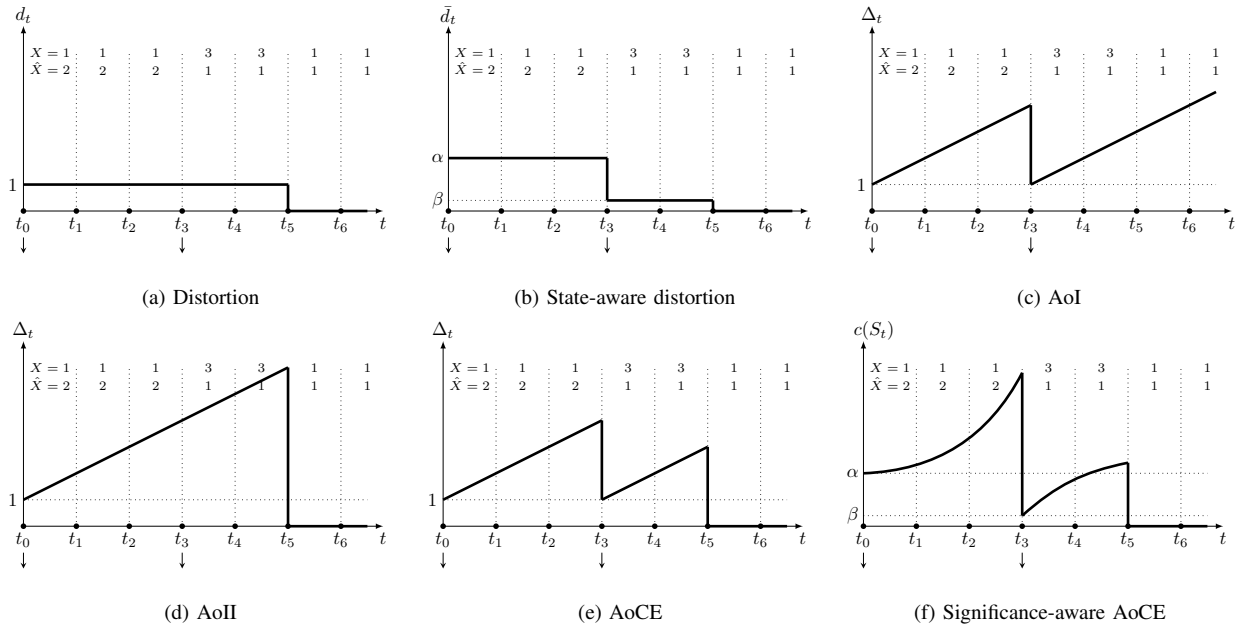 d_t
X = 1 1 1 3 3 1 1
X̂ = 2 2 2 1 1 1 1
1
t_0 t_1 t_2 t_3 t_4 t_5 t_6 t
(a) Distortion
d̄_t
X = 1 1 1 3 3 1 1
X̂ = 2 2 2 1 1 1 1
α
β
t_0 t_1 t_2 t_3 t_4 t_5 t_6 t
(b) State-aware distortion
Δ_t
X = 1 1 1 3 3 1 1
X̂ = 2 2 2 1 1 1 1
1
t_0 t_1 t_2 t_3 t_4 t_5 t_6 t
(c) AoI
Δ_t
X = 1 1 1 3 3 1 1
X̂ = 2 2 2 1 1 1 1
1
t_0 t_1 t_2 t_3 t_4 t_5 t_6 t
(d) AoII
Δ_t
X = 1 1 1 3 3 1 1
X̂ = 2 2 2 1 1 1 1
1
t_0 t_1 t_2 t_3 t_4 t_5 t_6 t
(e) AoCE
c(S_t)
X = 1 1 1 3 3 1 1
X̂ = 2 2 2 1 1 1 1
α
β
t_0 t_1 t_2 t_3 t_4 t_5 t_6 t
(f) Significance-aware AoCE